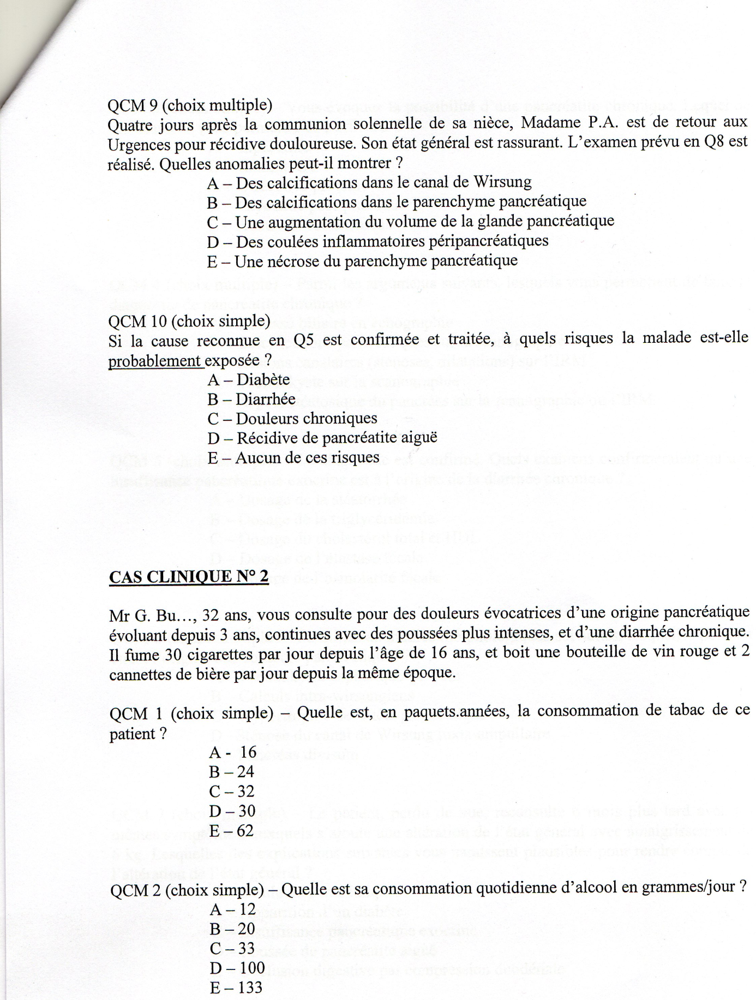 QCM 9 (choix multiple)
Quatre jours après la communion solennelle de sa nièce, Madame P.A. est de retour aux
Urgences pour récidive douloureuse. Son état général est rassurant. L'examen prévu en Q8 est
réalisé. Quelles anomalies peut-il montrer ?
A – Des calcifications dans le canal de Wirsung
B – Des calcifications dans le parenchyme pancréatique
C – Une augmentation du volume de la glande pancréatique
D – Des coulées inflammatoires péripancréatiques
E – Une nécrose du parenchyme pancréatique
QCM 10 (choix simple)
Si la cause reconnue en Q5 est confirmée et traitée, à quels risques la malade est-elle
probablement exposée ?
A – Diabète
B – Diarrhée
C – Douleurs chroniques
D – Récidive de pancréatite aiguë
E – Aucun de ces risques
CAS CLINIQUE N° 2
Mr G. Bu…, 32 ans, vous consulte pour des douleurs évocatrices d'une origine pancréatique
évoluant depuis 3 ans, continues avec des poussées plus intenses, et d'une diarrhée chronique.
Il fume 30 cigarettes par jour depuis l'âge de 16 ans, et boit une bouteille de vin rouge et 2
cannettes de bière par jour depuis la même époque.
QCM 1 (choix simple) – Quelle est, en paquets.années, la consommation de tabac de ce
patient ?
A - 16
B – 24
C – 32
D – 30
E – 62
QCM 2 (choix simple) – Quelle est sa consommation quotidienne d'alcool en grammes/jour ?
A – 12
B – 20
C – 33
D – 100
E – 133